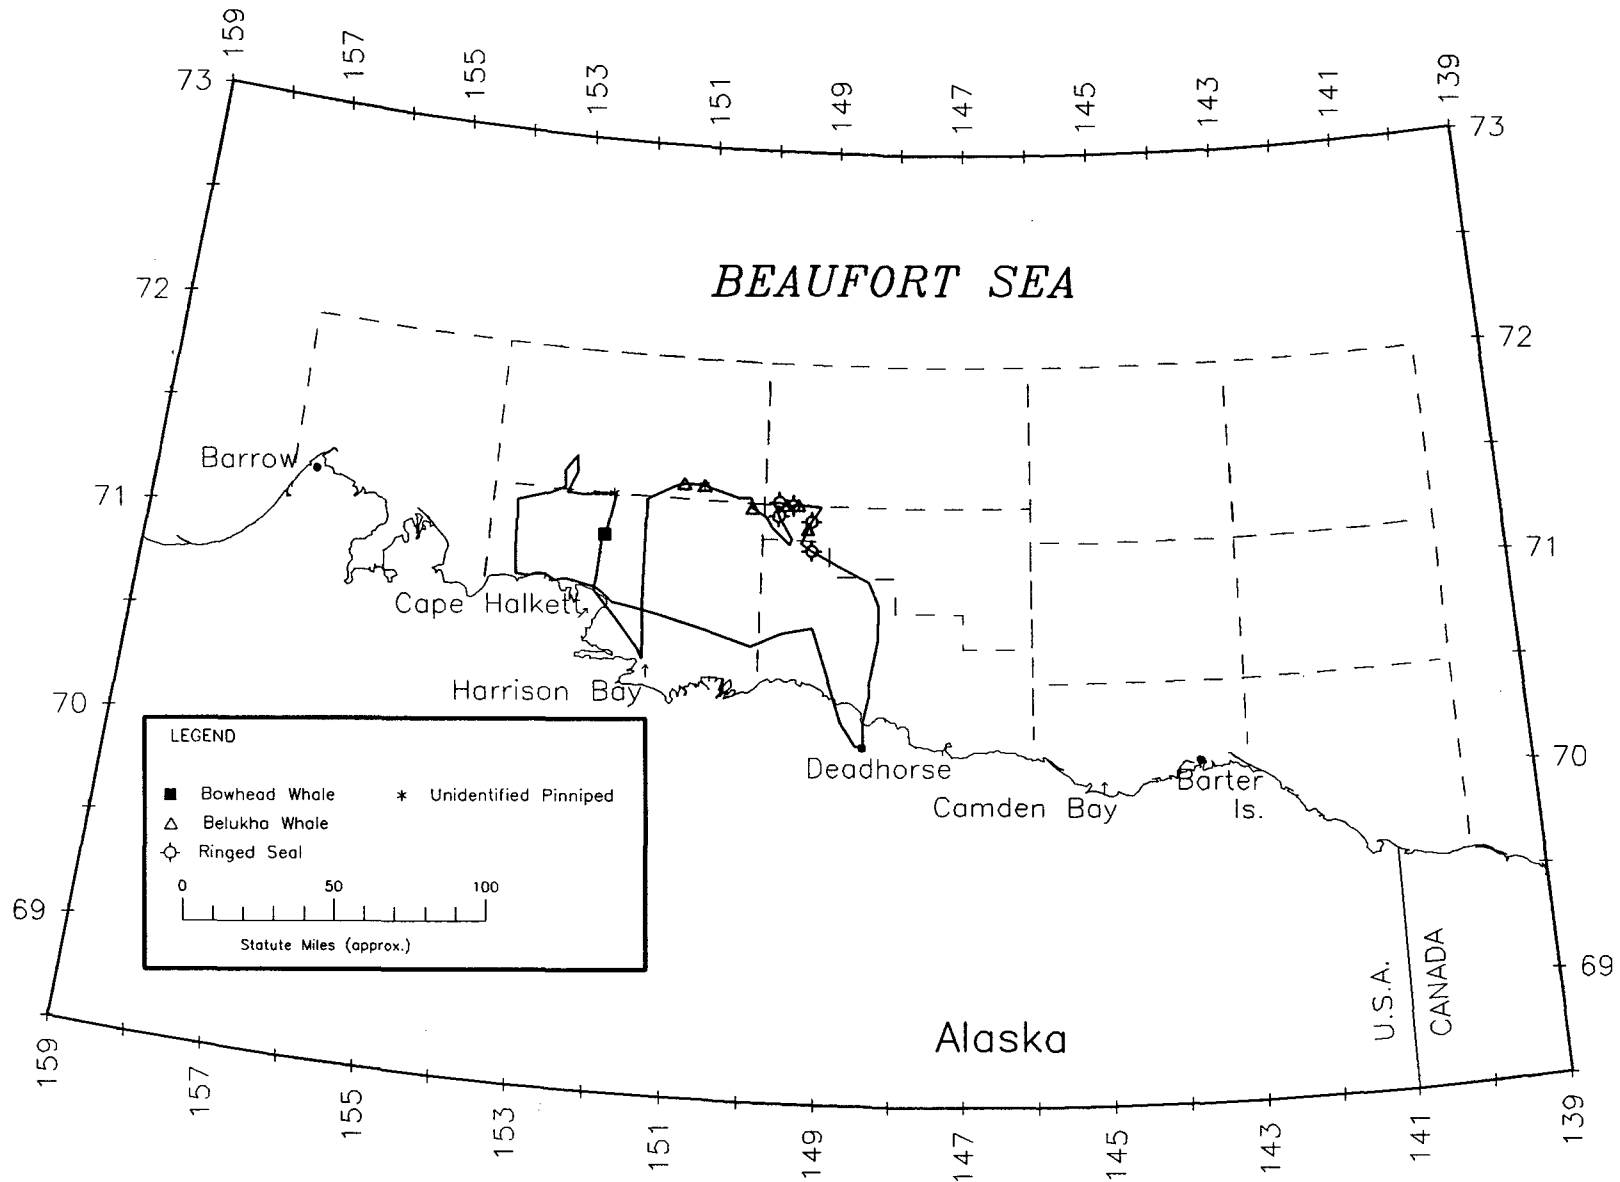 159
157
155
153
151
149
147
145
143
141
139
73
73
BEAUFORT SEA
72
72
Barrow
71
71
Cape Halkett
Harrison Bay
70
70
Deadhorse
Camden Bay
Barter
Is.
LEGEND
Bowhead Whale
* Unidentified Pinniped
Belukha Whale
Ringed Seal
0 50 100
Statute Miles (approx.)
69
69
U.S.A.
CANADA
Alaska
159
157
155
153
151
149
147
145
143
141
139